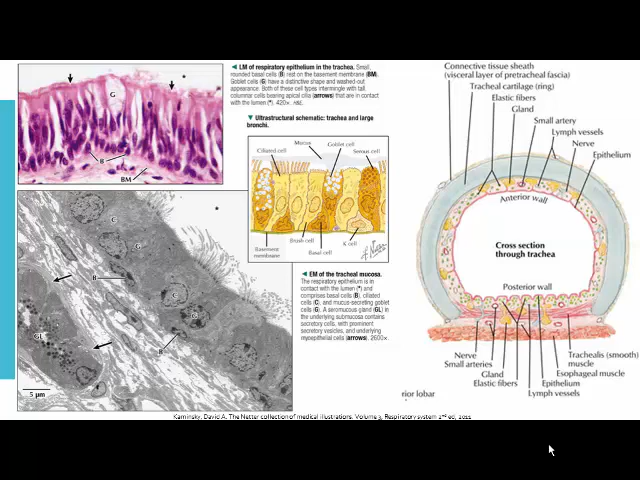 ◄ LM of respiratory epithelium in the trachea. Small,
rounded basal cells (B) rest on the basement membrane (BM).
Goblet cells (G) have a distinctive shape and washed-out
appearance. Both of these cell types intermingle with tall
columnar cells bearing apical cilia (arrows) that are in contact
with the lumen (*). 420×. H&E.
G
*
B
BM
▼ Ultrastructural schematic: trachea and large
bronchi.
Mucus
Ciliated cell
Goblet cell
Serous cell
Basement
membrane
Brush cell
Basal cell
K cell
◄ EM of the tracheal mucosa.
The respiratory epithelium is in
contact with the lumen (*) and
comprises basal cells (B), ciliated
cells (C), and mucus-secreting goblet
cells (G). A seromucous gland (GL) in
the underlying submucosa contains
secretory cells, with prominent
secretory vesicles, and underlying
myoepithelial cells (arrows). 2600×.
*
C
G
B
C
G
GL
B
5 µm
Connective tissue sheath
(visceral layer of pretracheal fascia)
Tracheal cartilage (ring)
Elastic fibers
Gland
Small artery
Lymph vessels
Nerve
Epithelium
Anterior wall
Cross section
through trachea
Posterior wall
Nerve
Small arteries
Gland
Elastic fibers
Trachealis (smooth)
muscle
Esophageal muscle
Epithelium
Lymph vessels
rior lobar
Kaminsky, David A. The Netter collection of medical illustrations. Volume 3, Respiratory system 2nd ed, 2011